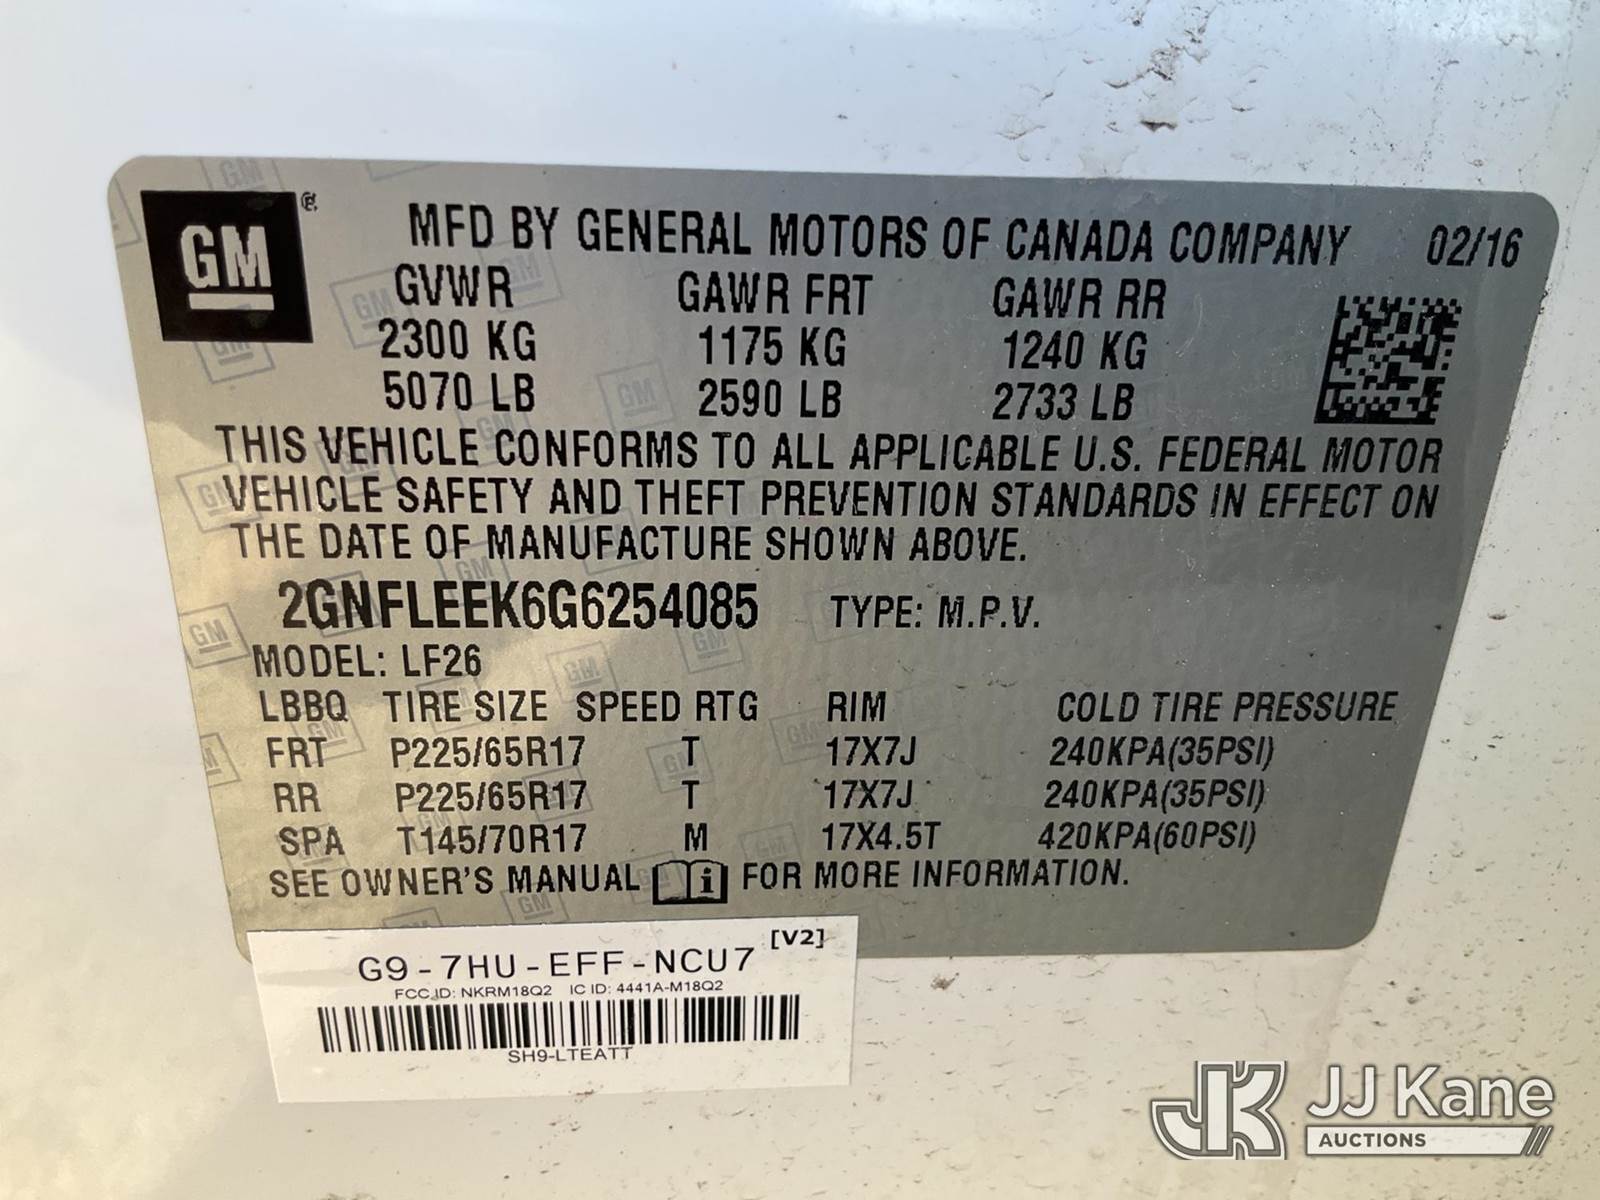 GM ®
MFD BY GENERAL MOTORS OF CANADA COMPANY 02/16
GVWR GAWR FRT GAWR RR
2300 KG 1175 KG 1240 KG
5070 LB 2590 LB 2733 LB
THIS VEHICLE CONFORMS TO ALL APPLICABLE U.S. FEDERAL MOTOR
VEHICLE SAFETY AND THEFT PREVENTION STANDARDS IN EFFECT ON
THE DATE OF MANUFACTURE SHOWN ABOVE.
2GNFLEEK6G6254085 TYPE: M.P.V.
MODEL: LF26
LBBQ TIRE SIZE SPEED RTG RIM COLD TIRE PRESSURE
FRT P225/65R17 T 17X7J 240KPA(35PSI)
RR P225/65R17 T 17X7J 240KPA(35PSI)
SPA T145/70R17 M 17X4.5T 420KPA(60PSI)
SEE OWNER'S MANUAL i FOR MORE INFORMATION.
[V2]
G9-7HU-EFF-NCU7
FCC ID: NKRM18Q2 IC ID: 4441A-M18Q2
SH9-LTEATT
JK JJ Kane
AUCTIONS